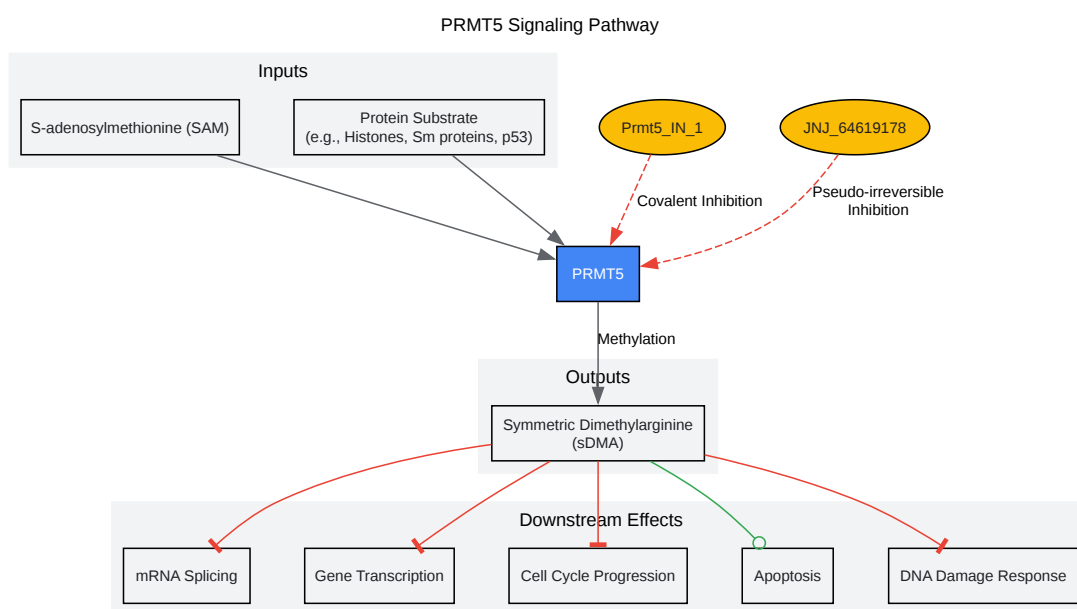 PRMT5 Signaling Pathway
Inputs
S-adenosylmethionine (SAM)
Protein Substrate
(e.g., Histones, Sm proteins, p53)
Prmt5_IN_1
JNJ_64619178
Covalent Inhibition
Pseudo-irreversible
Inhibition
PRMT5
Methylation
Outputs
Symmetric Dimethylarginine
(sDMA)
Downstream Effects
mRNA Splicing
Gene Transcription
Cell Cycle Progression
Apoptosis
DNA Damage Response